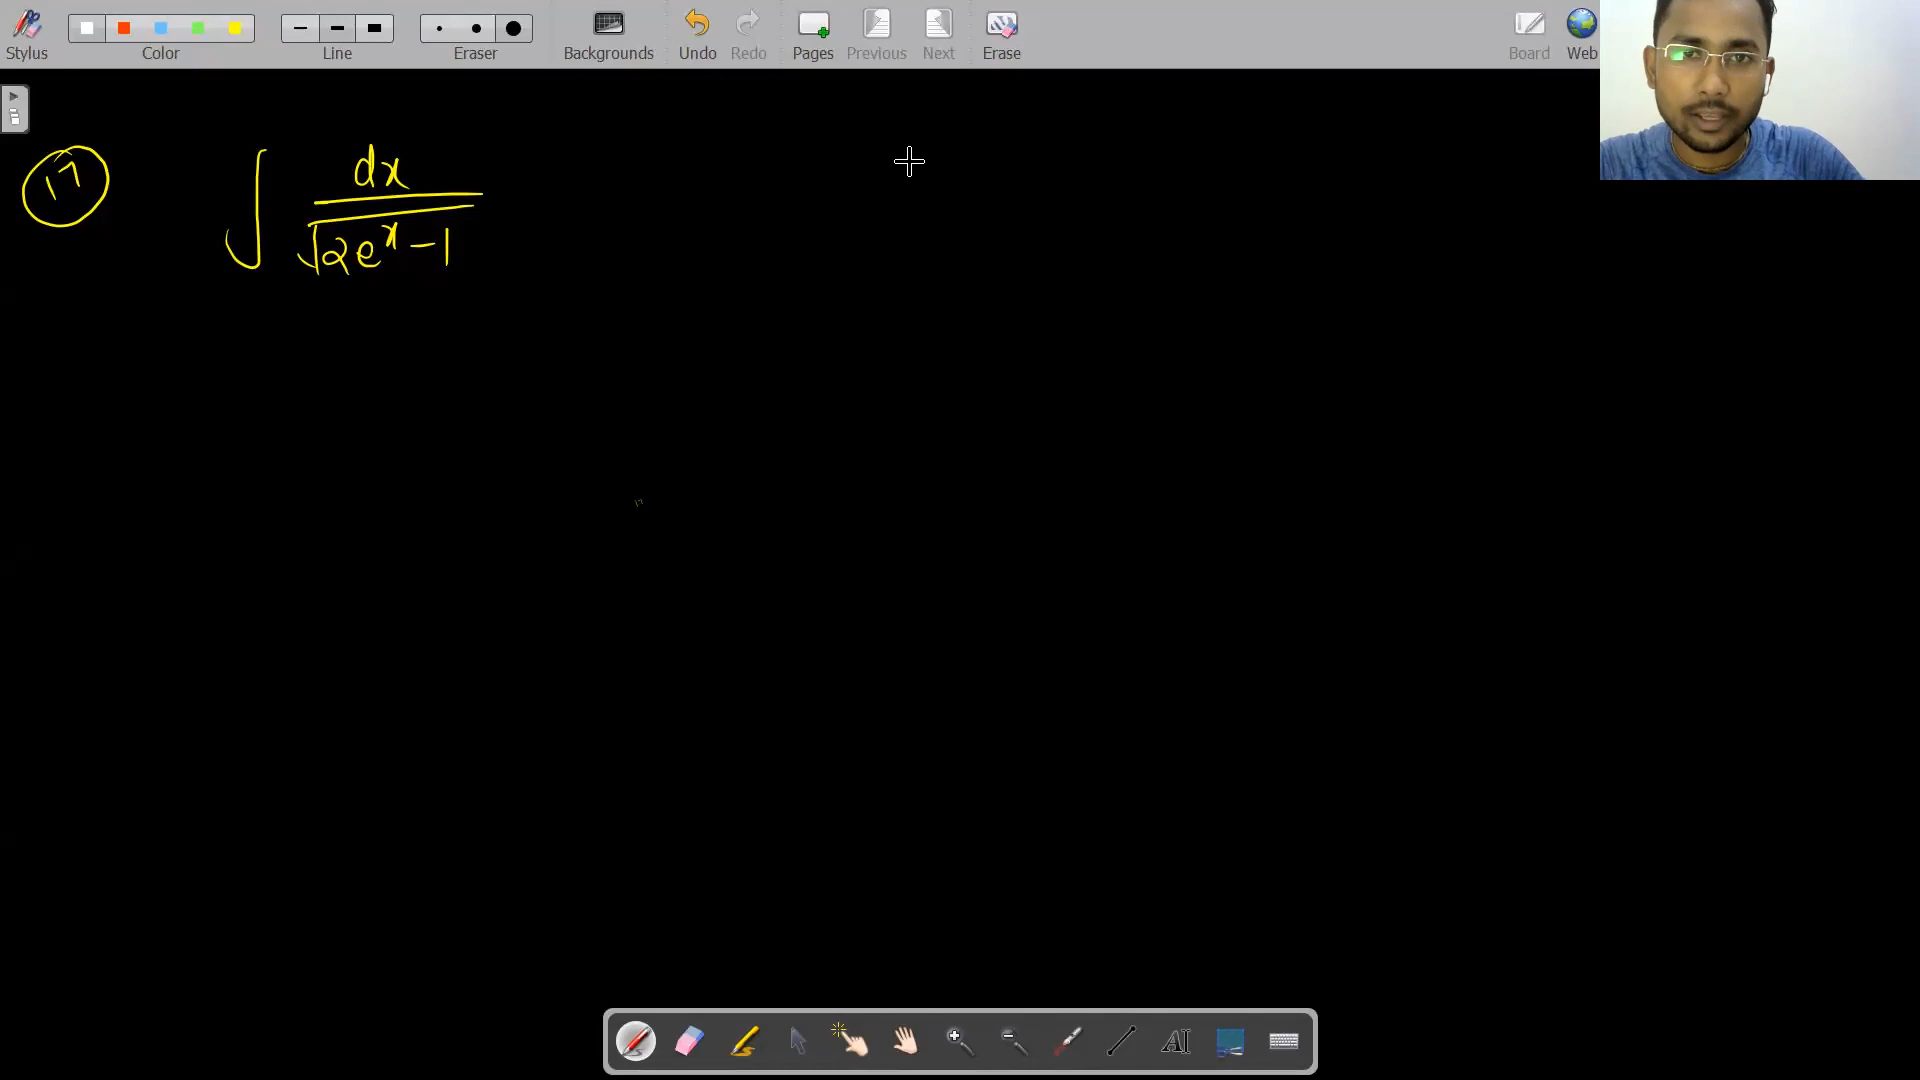 Stylus Color Line Eraser Backgrounds Undo Redo Pages Previous Next Erase Board Web
17 ∫ dx / √(2e^x - 1)